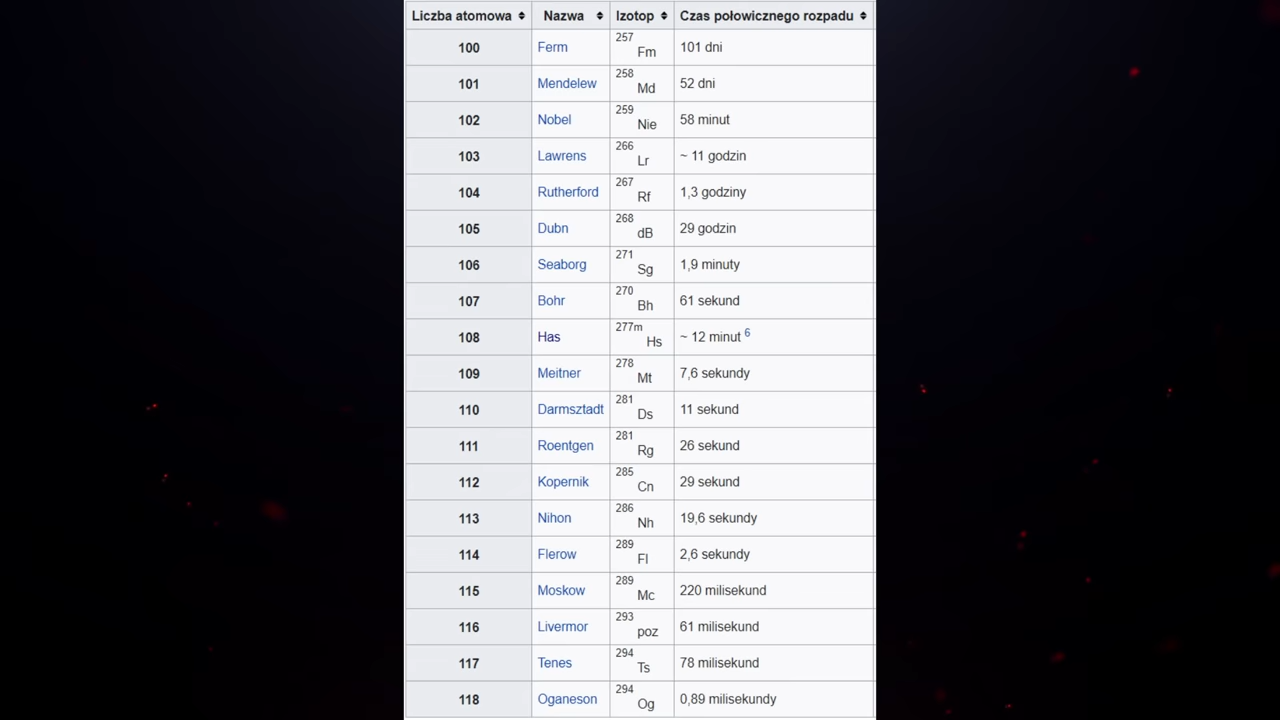 Liczba atomowa Nazwa Izotop Czas połowicznego rozpadu
100 Ferm 257 Fm 101 dni
101 Mendelew 258 Md 52 dni
102 Nobel 259 Nie 58 minut
103 Lawrens 266 Lr ~ 11 godzin
104 Rutherford 267 Rf 1,3 godziny
105 Dubn 268 dB 29 godzin
106 Seaborg 271 Sg 1,9 minuty
107 Bohr 270 Bh 61 sekund
108 Has 277m Hs ~ 12 minut 6
109 Meitner 278 Mt 7,6 sekundy
110 Darmsztadt 281 Ds 11 sekund
111 Roentgen 281 Rg 26 sekund
112 Kopernik 285 Cn 29 sekund
113 Nihon 286 Nh 19,6 sekundy
114 Flerow 289 Fl 2,6 sekundy
115 Moskow 289 Mc 220 milisekund
116 Livermor 293 poz 61 milisekund
117 Tenes 294 Ts 78 milisekund
118 Oganeson 294 Og 0,89 milisekundy